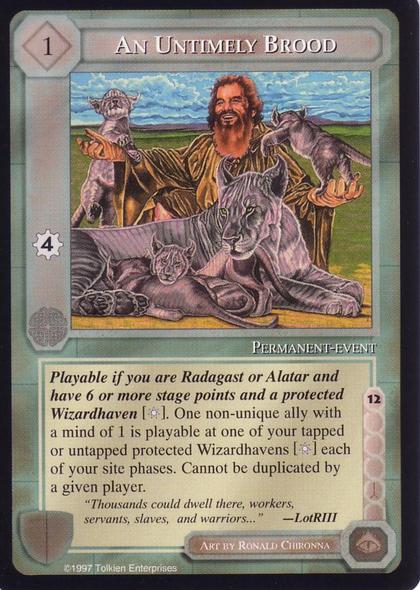 1
An Untimely Brood
4
Permanent-event
Playable if you are Radagast or Alatar and
have 6 or more stage points and a protected
Wizardhaven [ ]. One non-unique ally with
a mind of 1 is playable at one of your tapped
or untapped protected Wizardhavens [ ] each
of your site phases. Cannot be duplicated by
a given player.
12
"Thousands could dwell there, workers,
servants, slaves, and warriors..." —LotRIII
Art by Ronald Chironna
©1997 Tolkien Enterprises